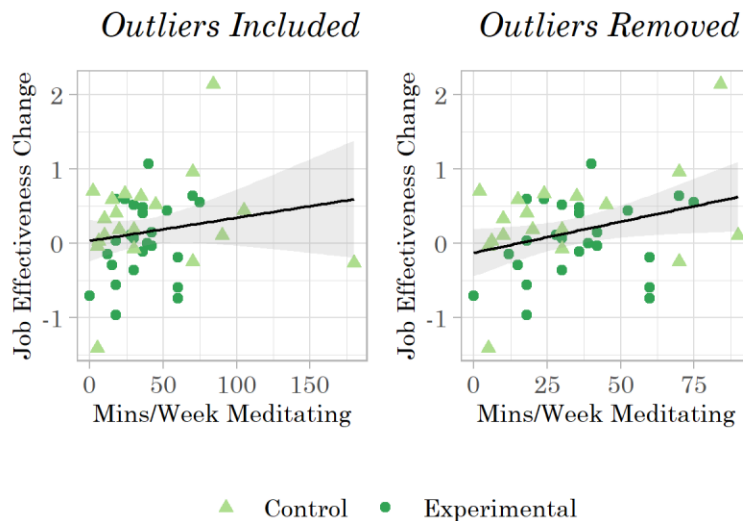 Outliers Included
Outliers Removed
Job Effectiveness Change
2
1
0
-1
0
50
100
150
Mins/Week Meditating
Job Effectiveness Change
2
1
0
-1
0
25
50
75
Mins/Week Meditating
Control
Experimental